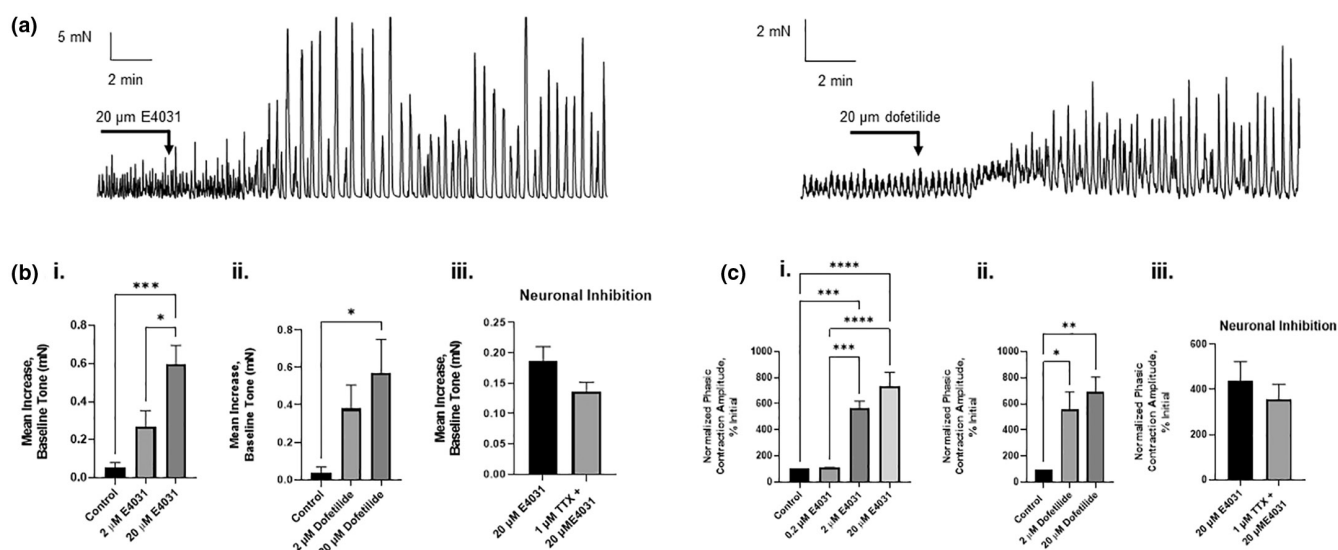 (a)
5 mN
2 min
20 µm E4031
2 mN
2 min
20 µm dofetilide
(b)
i.
***
*
Mean Increase,
Baseline Tone (mN)
0.8
0.6
0.4
0.2
0.0
Control
2 µM E4031
20 µM E4031
ii.
*
Mean Increase,
Baseline Tone (mN)
0.8
0.6
0.4
0.2
0.0
Control
2 µM Dofetilide
20 µM Dofetilide
iii.
Neuronal Inhibition
Mean Increase,
Baseline Tone (mN)
0.25
0.20
0.15
0.10
0.05
0.00
20 µM E4031
1 µM TTX +
20 µME4031
(c)
i.
****
***
****
***
Normalized Phasic
Contraction Amplitude,
% Initial
1000
800
600
400
200
0
Control
0.2 µM E4031
2 µM E4031
20 µM E4031
ii.
**
*
Normalized Phasic
Contraction Amplitude,
% Initial
1000
800
600
400
200
0
Control
2 µM Dofetilide
20 µM Dofetilide
iii.
Neuronal Inhibition
Normalized Phasic
Contraction Amplitude,
% Initial
600
400
200
0
20 µM E4031
1 µM TTX +
20 µME4031